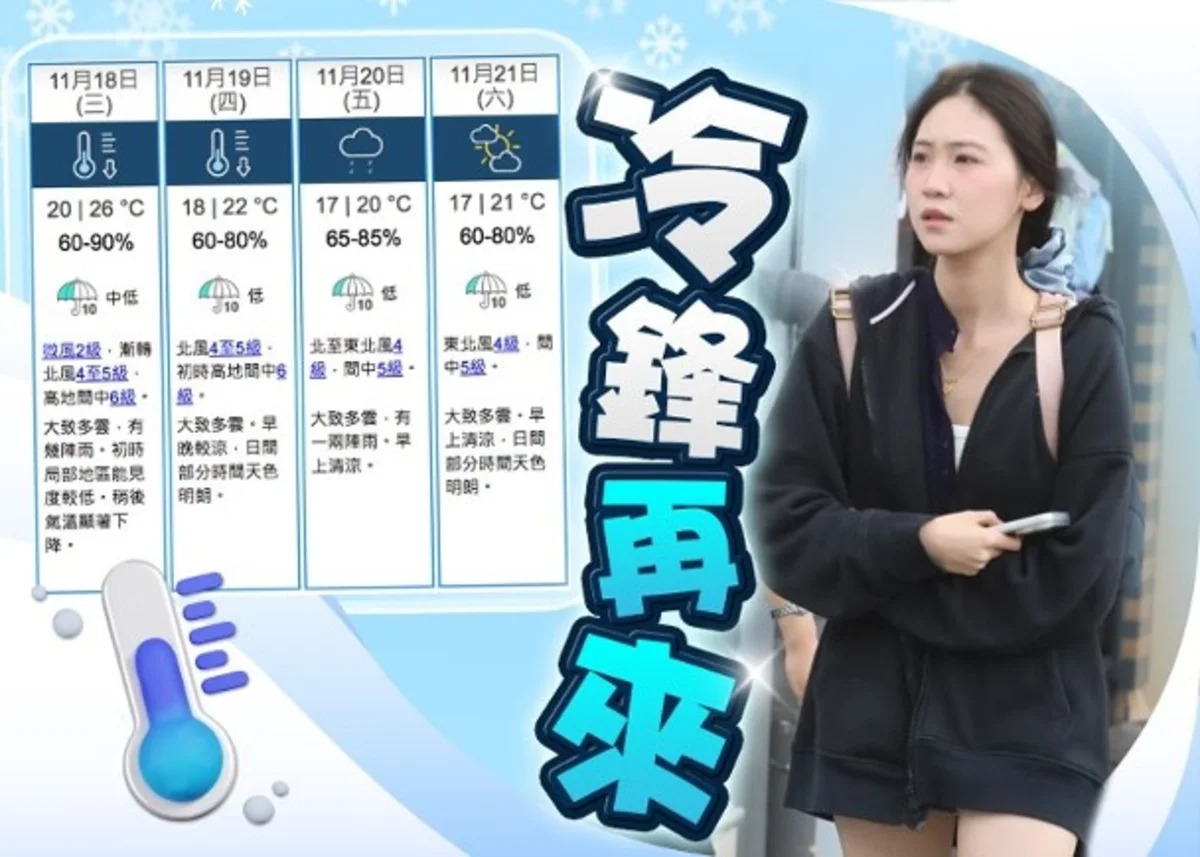 11月18日
(三)
20 | 26 °C
60-90%
10 中低
微風2級，漸轉
北風4至5級，
高地間中6級。
大致多雲，有
幾陣雨。初時
局部地區能見
度較低。稍後
氣溫顯著下
降。
11月19日
(四)
18 | 22 °C
60-80%
10 低
北風4至5級，
初時高地間中6
級。
大致多雲。早
晚較涼，日間
部分時間天色
明朗。
11月20日
(五)
17 | 20 °C
65-85%
10 低
北至東北風4
級，間中5級。
大致多雲，有
一兩陣雨。早
上清涼。
11月21日
(六)
17 | 21 °C
60-80%
10 低
東北風4級，間
中5級。
大致多雲。早
上清涼，日間
部分時間天色
明朗。
冷鋒再來